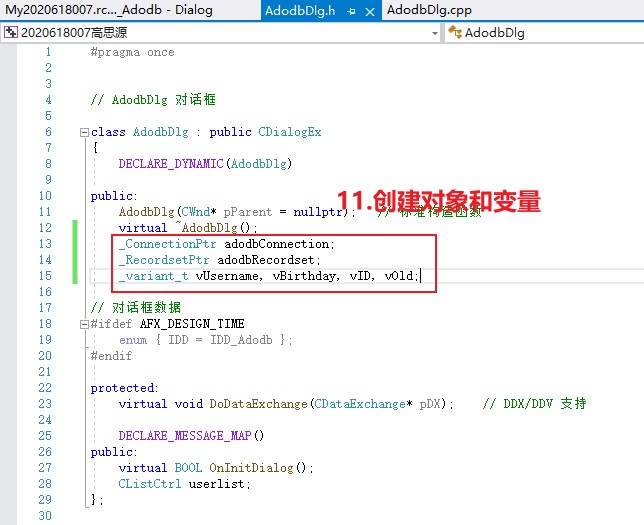 My2020618007.rc..._Adodb - Dialog AdodbDlg.h AdodbDlg.cpp
2020618007高思源 AdodbDlg
1 #pragma once
2
3
4 // AdodbDlg 对话框
5
6 class AdodbDlg : public CDialogEx
7 {
8 DECLARE_DYNAMIC(AdodbDlg)
9
10 public:
11.创建对象和变量
11 AdodbDlg(CWnd* pParent = nullptr); // 标准构造函数
12 virtual ~AdodbDlg();
13 _ConnectionPtr adodbConnection;
14 _RecordsetPtr adodbRecordset;
15 _variant_t vUsername, vBirthday, vID, vOld;
16
17 // 对话框数据
18 #ifdef AFX_DESIGN_TIME
19 enum { IDD = IDD_Adodb };
20 #endif
21
22 protected:
23 virtual void DoDataExchange(CDataExchange* pDX); // DDX/DDV 支持
24
25 DECLARE_MESSAGE_MAP()
26 public:
27 virtual BOOL OnInitDialog();
28 CListCtrl userlist;
29 };
30